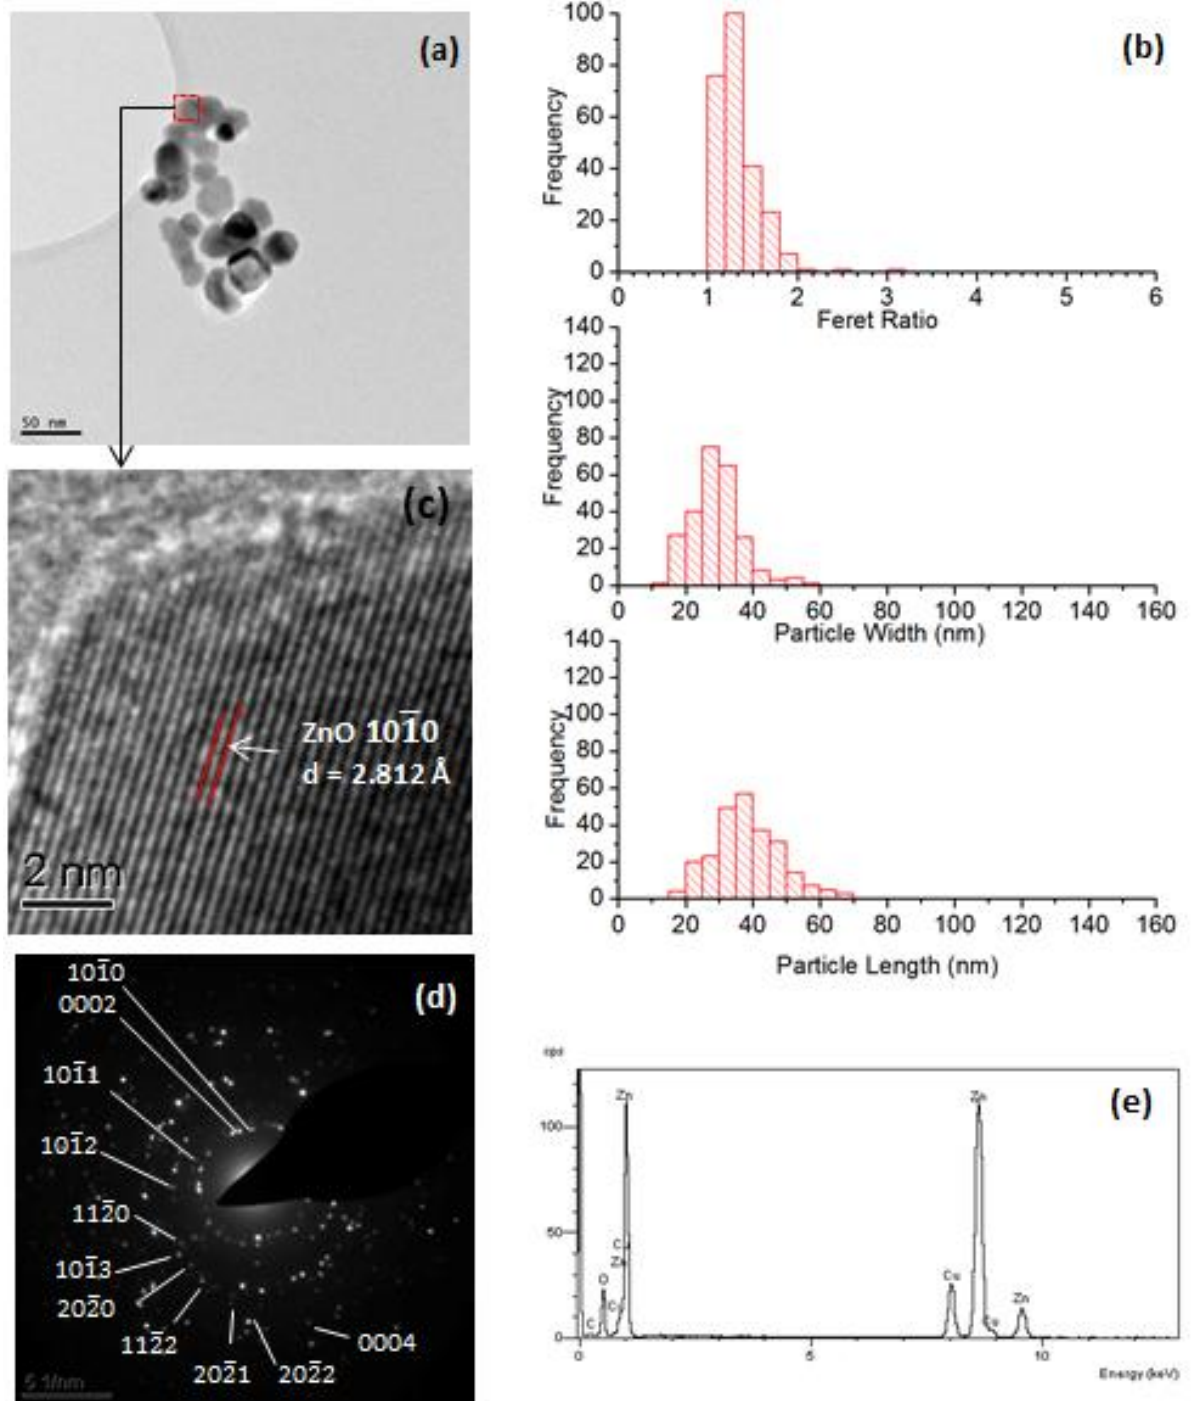 (a)
50 nm
(b)
100
80
60
40
20
0
Frequency
0 1 2 3 4 5 6
Feret Ratio
140
120
100
80
60
40
20
0
Frequency
0 20 40 60 80 100 120 140 160
Particle Width (nm)
140
120
100
80
60
40
20
0
Frequency
0 20 40 60 80 100 120 140 160
Particle Length (nm)
(c)
ZnO 101̅0
d = 2.812 Å
2 nm
(d)
101̅0
0002
101̅1
101̅2
112̅0
101̅3
202̅0
112̅2
202̅1
202̅2
0004
5 1/nm
(e)
cps
100
50
0
Zn
C
O
Cu
Zn
Cu
Zn
0 5 10
Energy (keV)